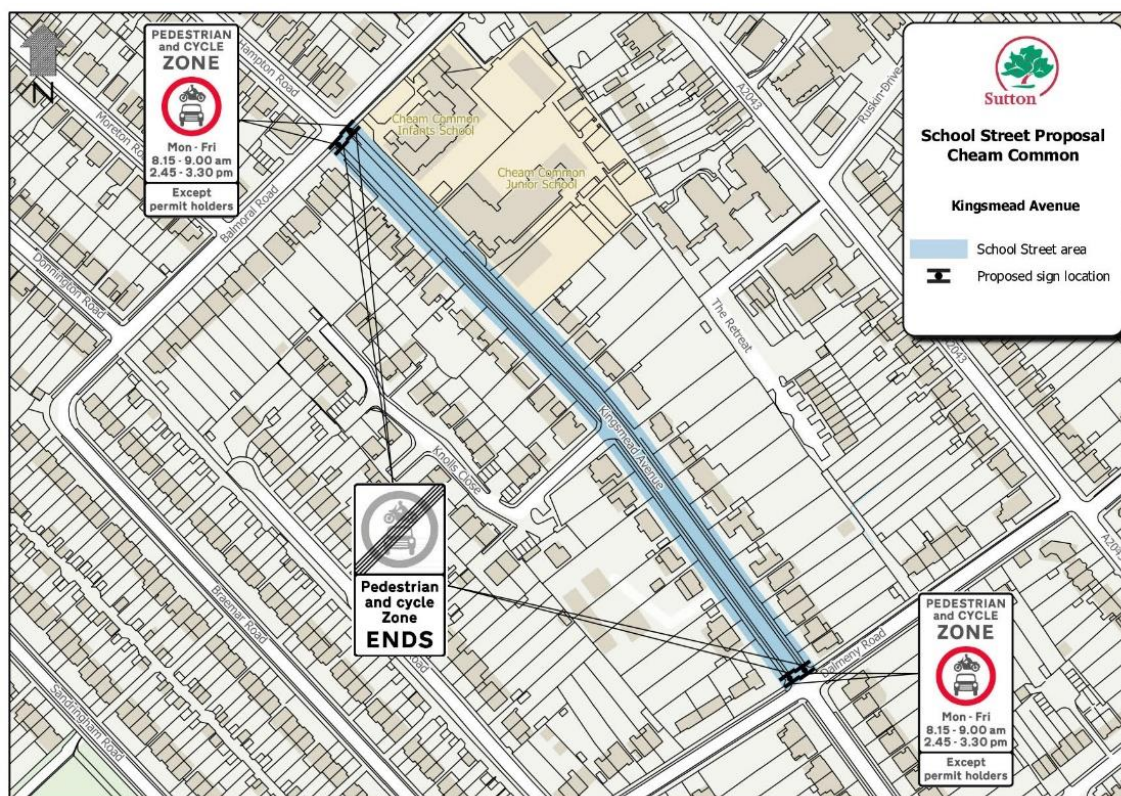 PEDESTRIAN
and CYCLE
ZONE
Mon - Fri
8.15 - 9.00 am
2.45 - 3.30 pm
Except
permit holders
N
Hampton Road
Moreton Road
Balmoral Road
Donnington Road
Cheam Common
Infants School
Cheam Common
Junior School
A2043
Ruskin Drive
Sutton
School Street Proposal
Cheam Common
Kingsmead Avenue
School Street area
Proposed sign location
A2043
The Retreat
Kingsmead Avenue
Knolls Close
Pedestrian
and cycle
Zone
ENDS
Braemar Road
Road
Sandringham Road
Dalmeny Road
PEDESTRIAN
and CYCLE
ZONE
Mon - Fri
8.15 - 9.00 am
2.45 - 3.30 pm
Except
permit holders